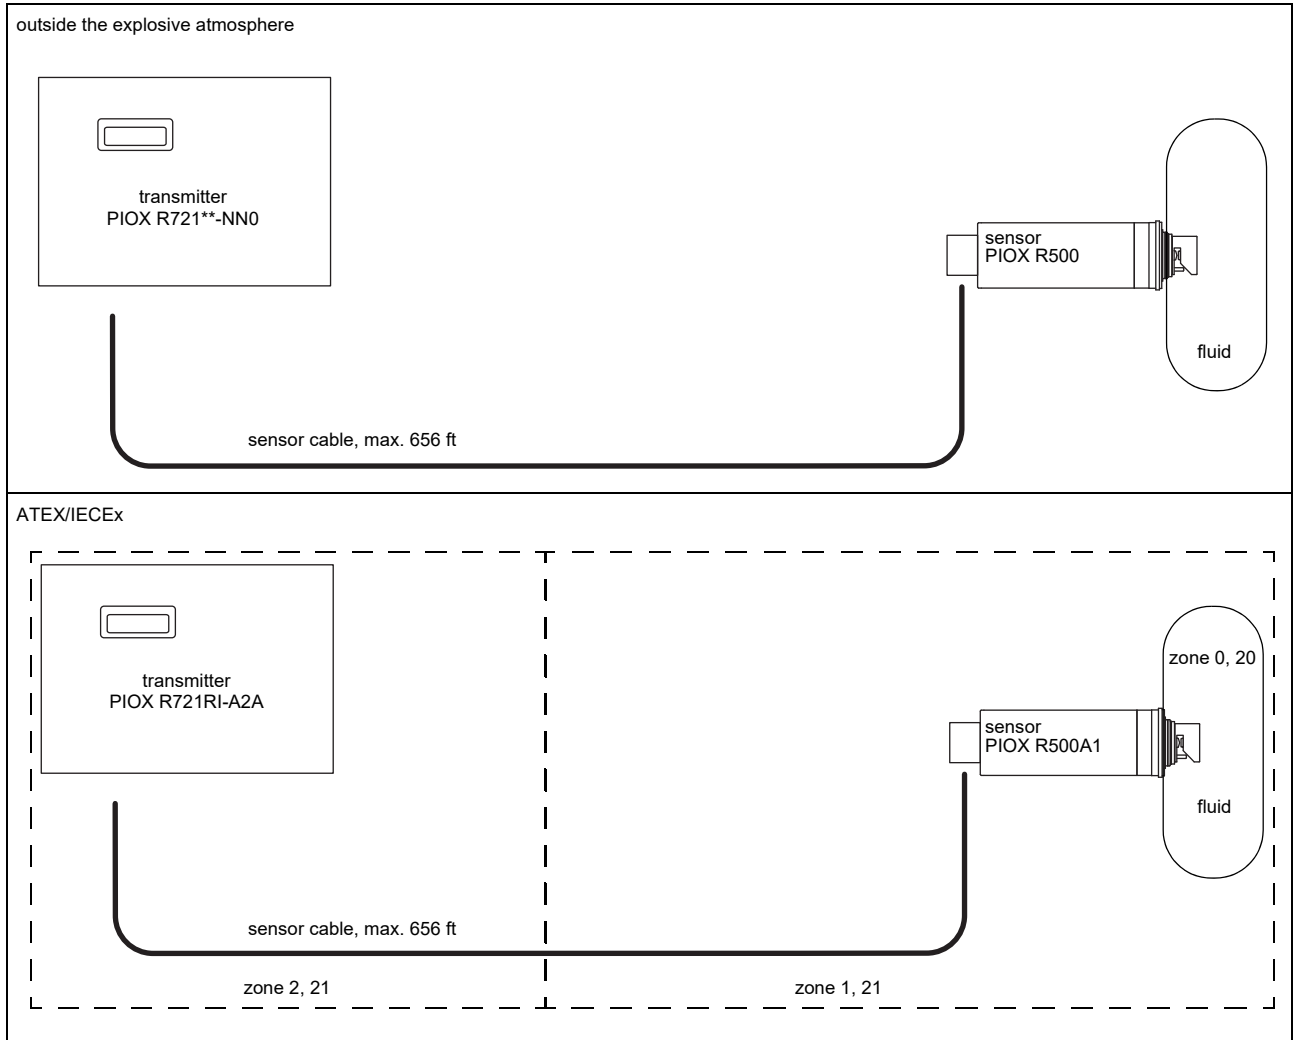 outside the explosive atmosphere
transmitter
PIOX R721**-NN0
sensor
PIOX R500
fluid
sensor cable, max. 656 ft
ATEX/IECEx
zone 0, 20
transmitter
PIOX R721RI-A2A
sensor
PIOX R500A1
fluid
sensor cable, max. 656 ft
zone 2, 21
zone 1, 21